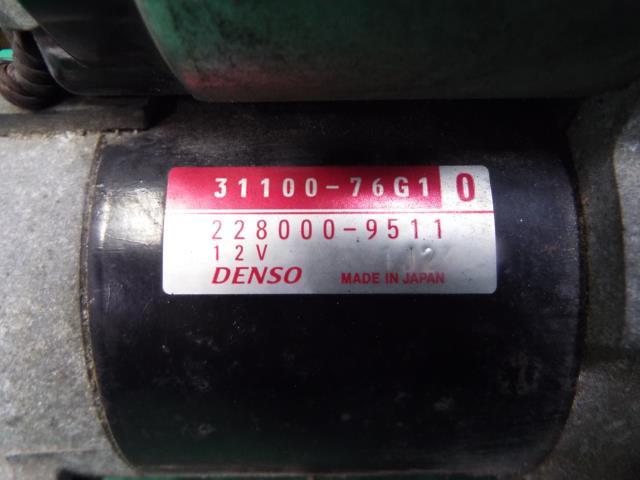 31100-76G1 0
228000-9511
12V
DENSO MADE IN JAPAN